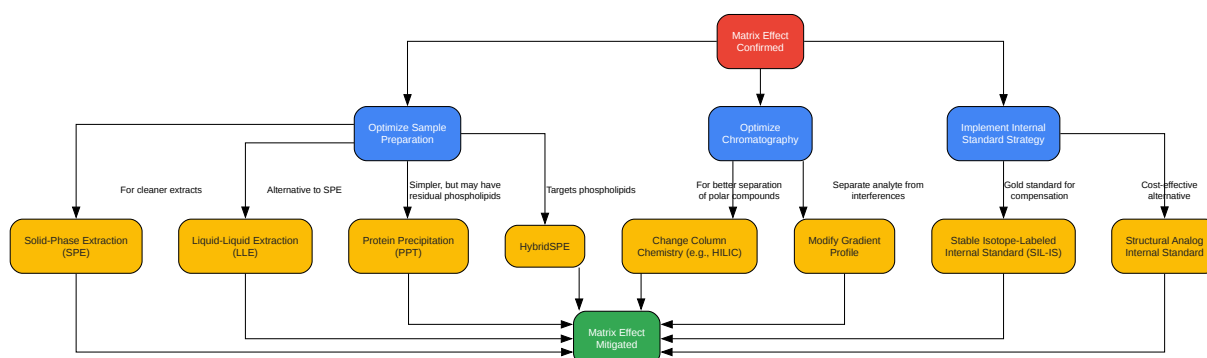 Matrix Effect
Confirmed
Optimize Sample
Preparation
Optimize
Chromatography
Implement Internal
Standard Strategy
For cleaner extracts
Alternative to SPE
Simpler, but may have
residual phospholipids
Targets phospholipids
For better separation
of polar compounds
Separate analyte from
interferences
Gold standard for
compensation
Cost-effective
alternative
Solid-Phase Extraction
(SPE)
Liquid-Liquid Extraction
(LLE)
Protein Precipitation
(PPT)
HybridSPE
Change Column
Chemistry (e.g., HILIC)
Modify Gradient
Profile
Stable Isotope-Labeled
Internal Standard (SIL-IS)
Structural Analog
Internal Standard
Matrix Effect
Mitigated